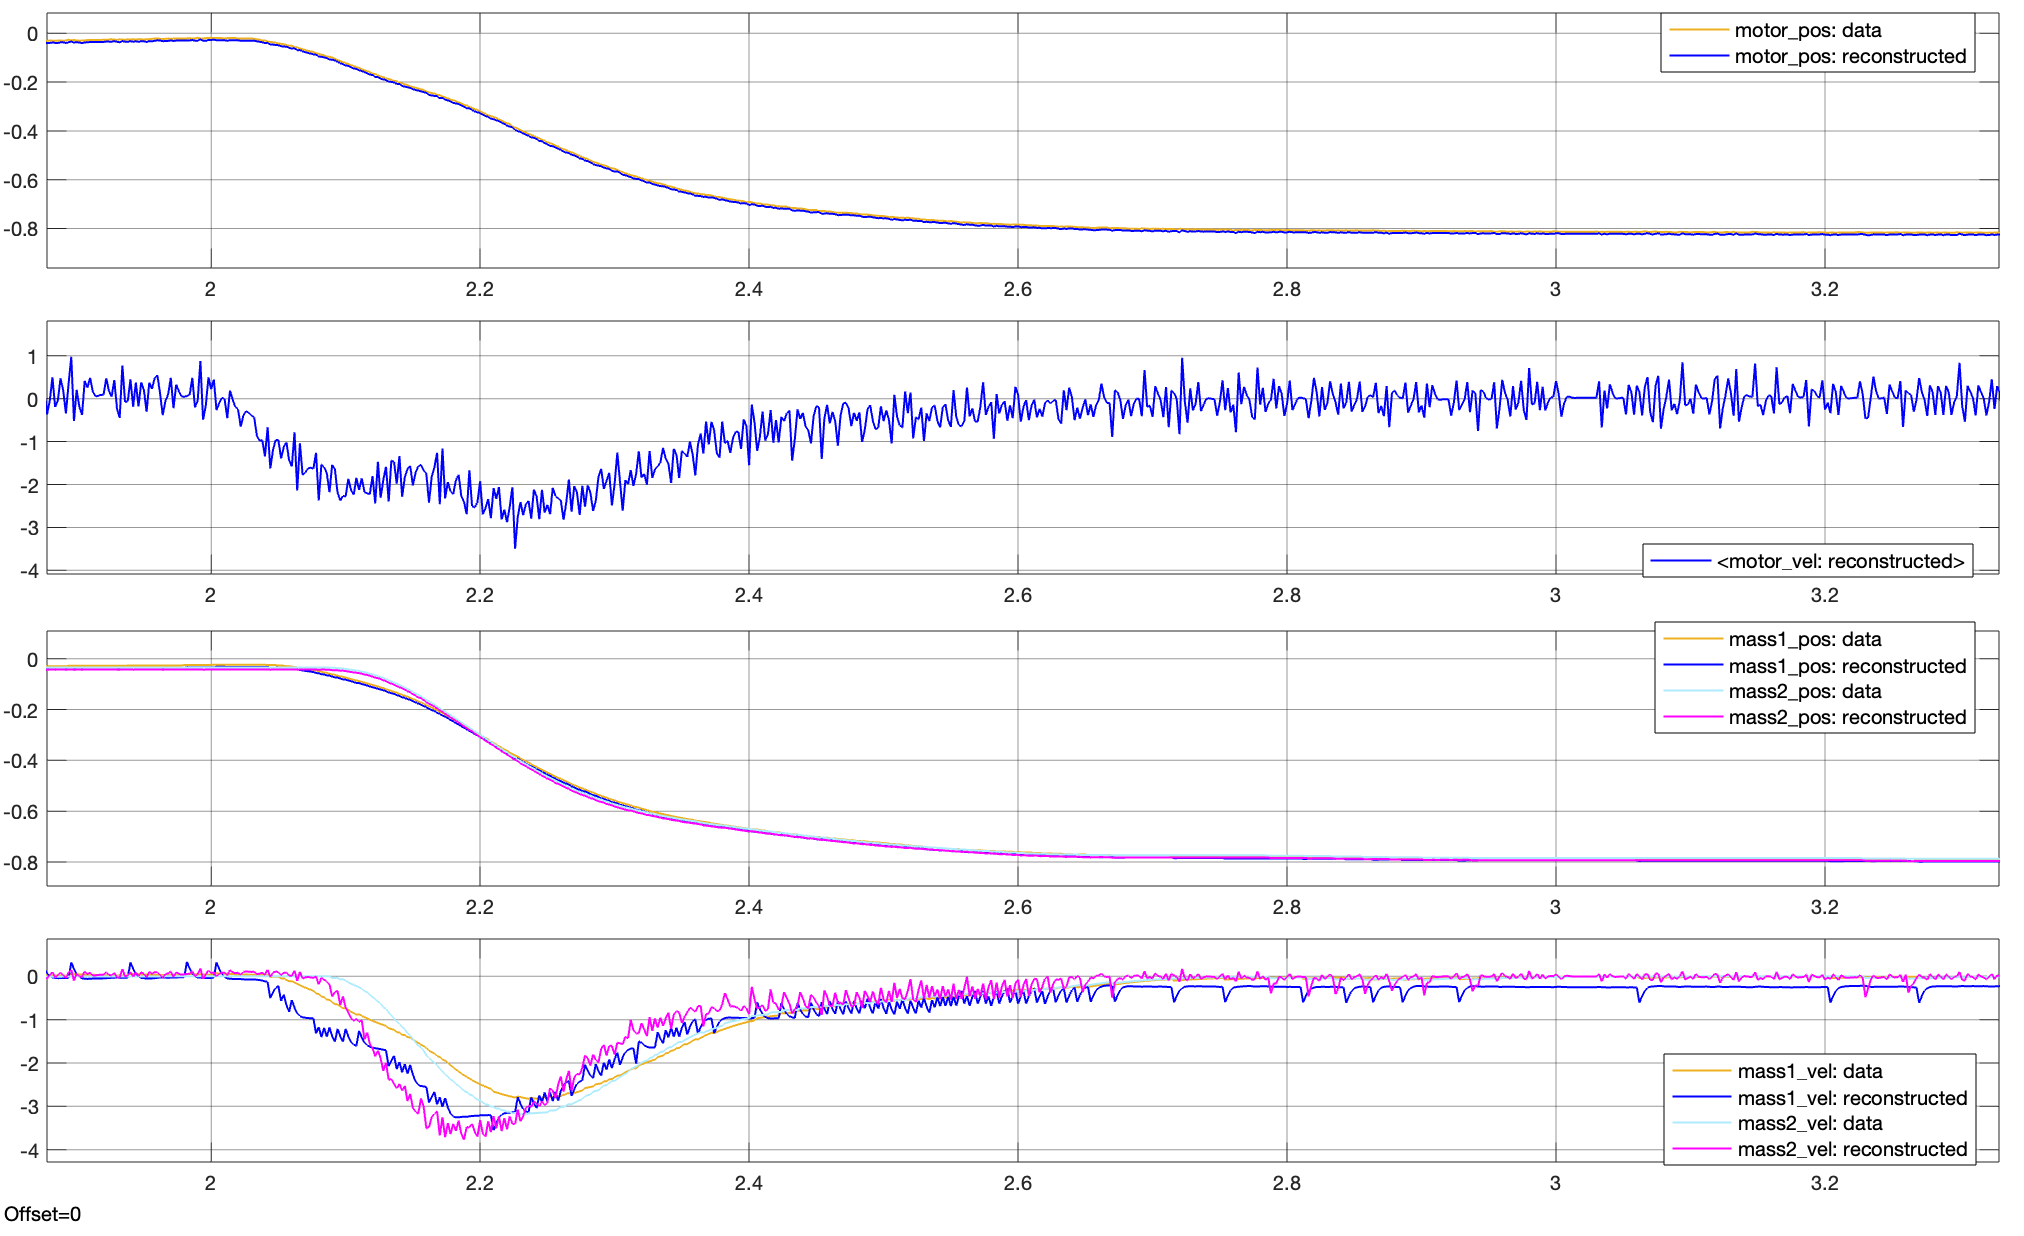 motor_pos: data
motor_pos: reconstructed
0
-0.2
-0.4
-0.6
-0.8
2 2.2 2.4 2.6 2.8 3 3.2
1
0
-1
-2
-3
-4
<motor_vel: reconstructed>
2 2.2 2.4 2.6 2.8 3 3.2
mass1_pos: data
mass1_pos: reconstructed
mass2_pos: data
mass2_pos: reconstructed
0
-0.2
-0.4
-0.6
-0.8
2 2.2 2.4 2.6 2.8 3 3.2
0
-1
-2
-3
-4
mass1_vel: data
mass1_vel: reconstructed
mass2_vel: data
mass2_vel: reconstructed
2 2.2 2.4 2.6 2.8 3 3.2
Offset=0